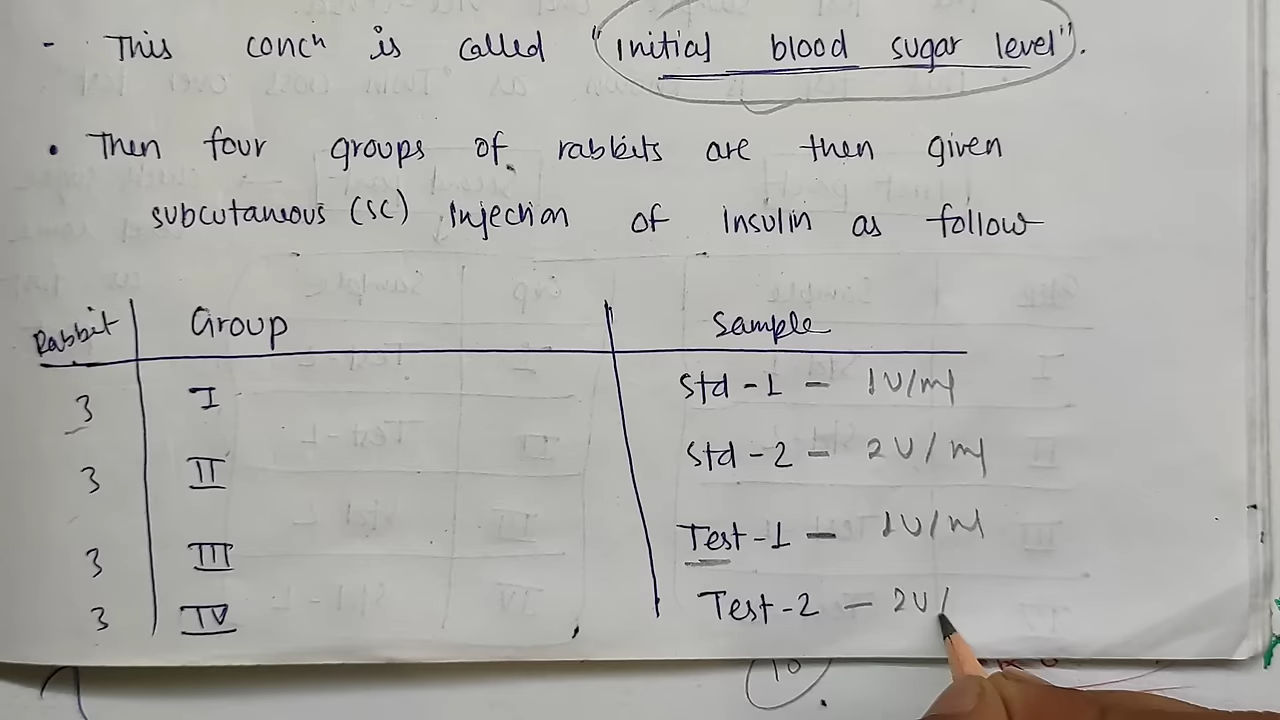 - This concn is called "initial blood sugar level".
• Then four groups of rabbits are then given
subcutaneous (SC) injection of insulin as follow
Rabbit Group Sample
3 I Std-1 - 1U/ml
3 II Std-2 - 2U/ml
3 III Test-1 - 1U/ml
3 IV Test-2 - 2U/
10